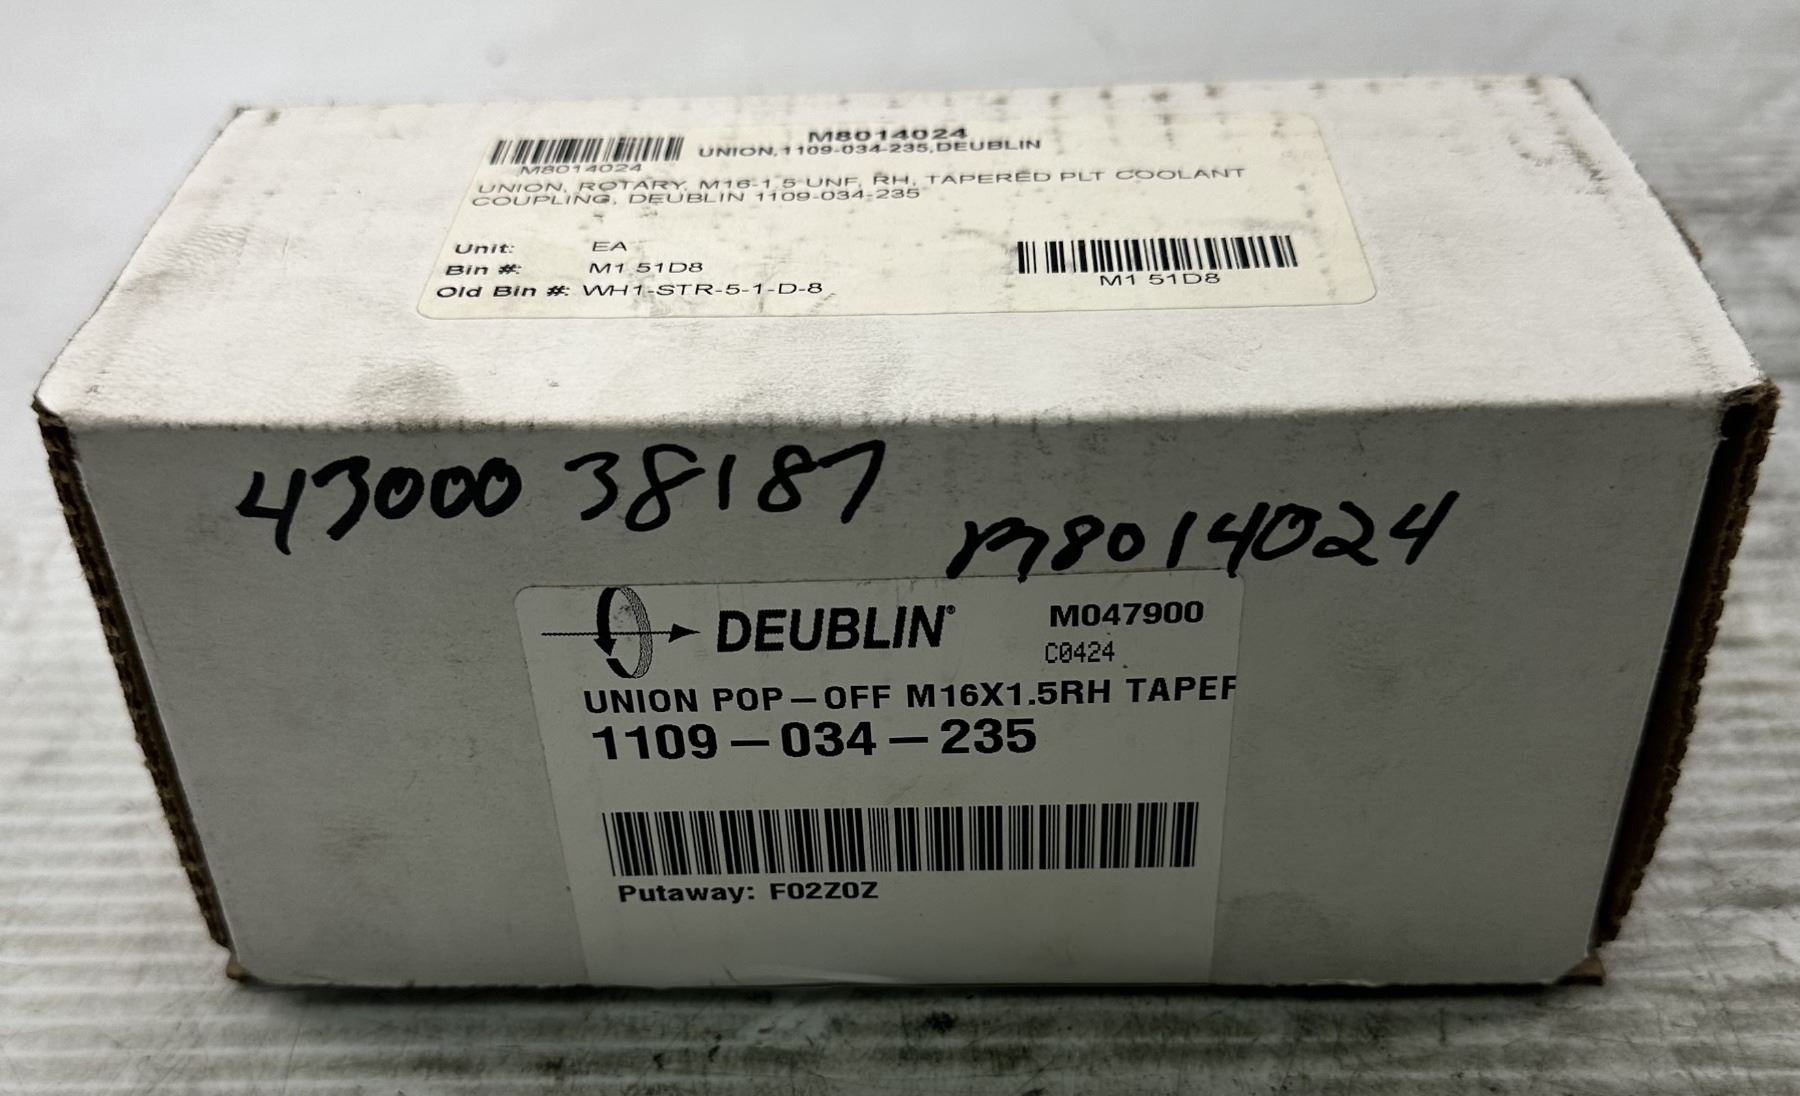 M8014024
UNION,1109-034-235,DEUBLIN
M8014024
UNION, ROTARY, M16-1.5 UNF, RH, TAPERED PLT COOLANT
COUPLING, DEUBLIN 1109-034-235
Unit: EA
Bin #: M1 51D8
Old Bin #: WH1-STR-5-1-D-8
M1 51D8
43000 38187
M8014024
DEUBLIN®
M047900
C0424
UNION POP-OFF M16X1.5RH TAPER
1109-034-235
Putaway: F02Z0Z